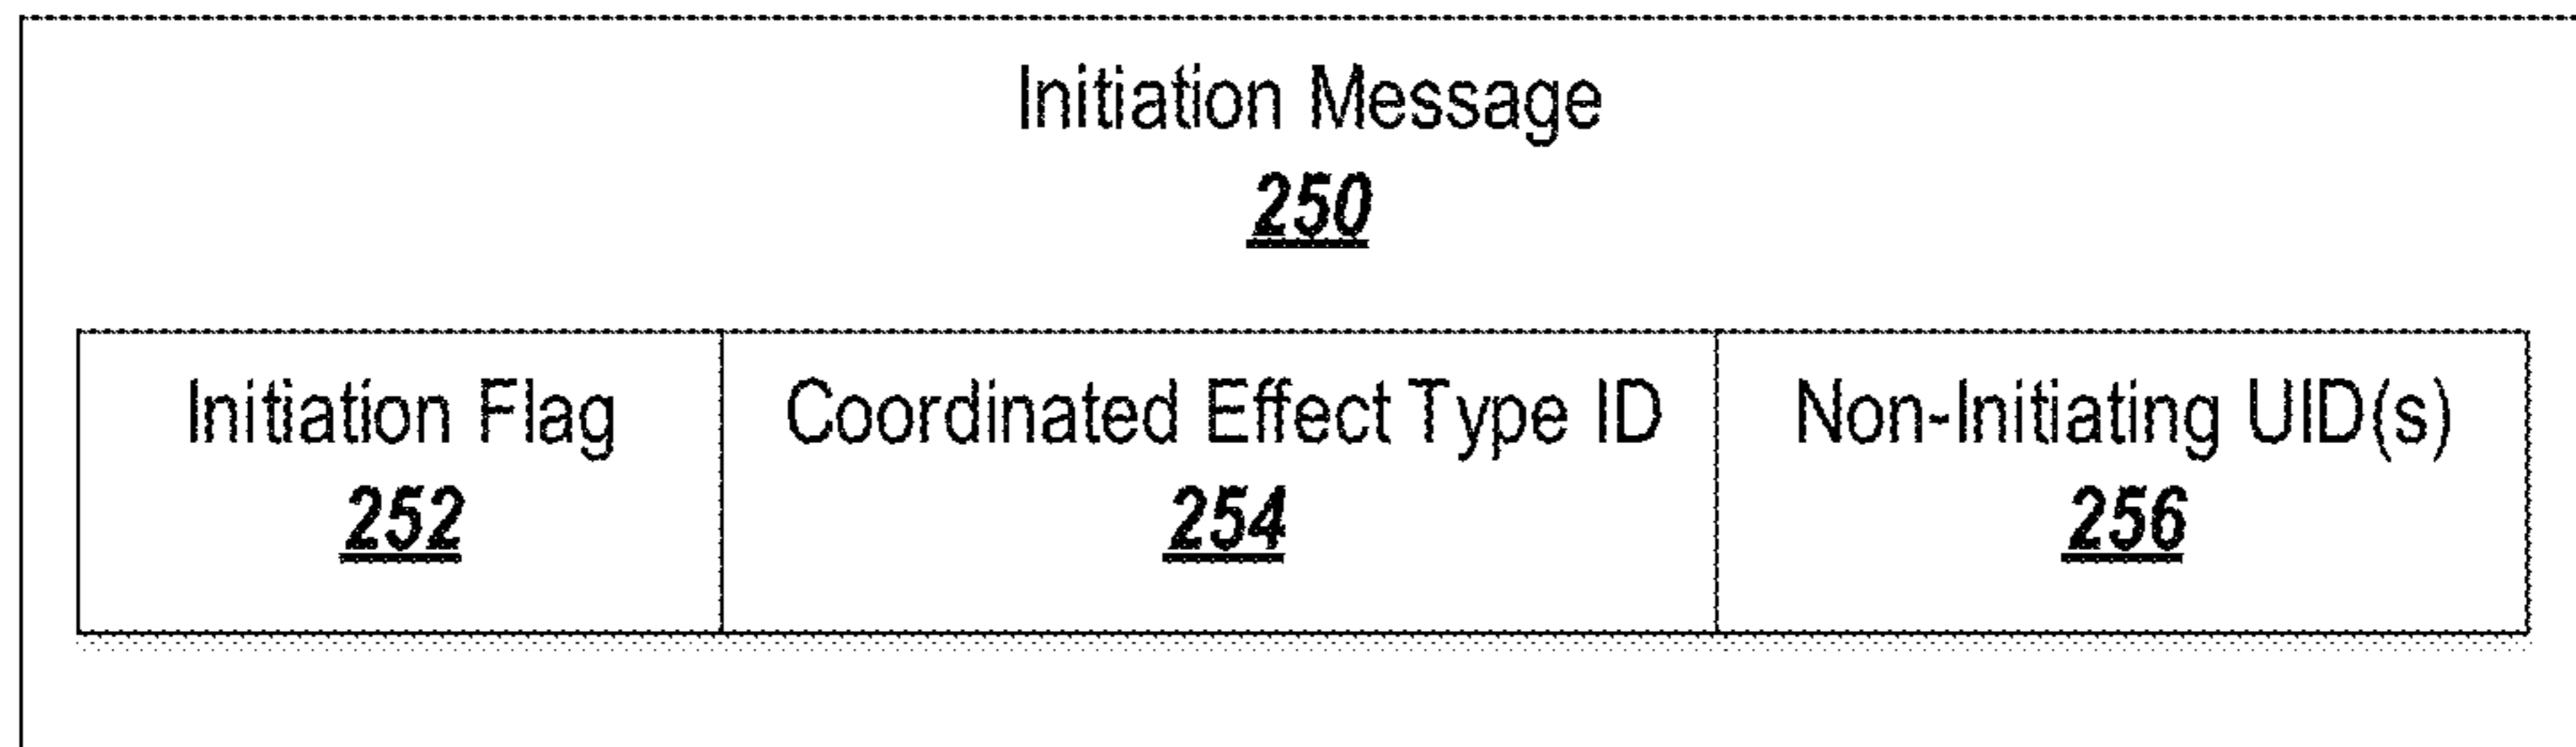 Initiation Message
250
Initiation Flag Coordinated Effect Type ID Non-Initiating UID(s)
252 254 256